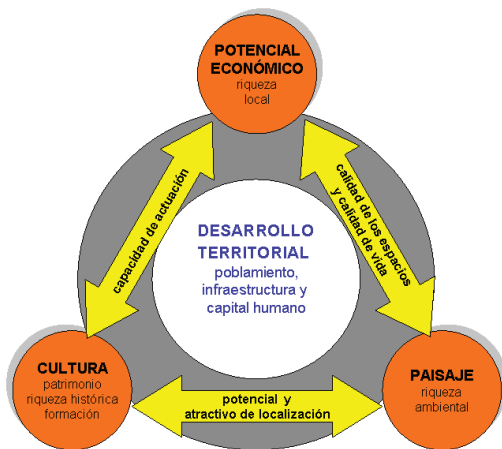 POTENCIAL
ECONÓMICO
riqueza
local
capacidad de actuación
calidad de los espacios
y calidad de vida
DESARROLLO
TERRITORIAL
poblamiento,
infraestructura y
capital humano
CULTURA
patrimonio
riqueza histórica
formación
potencial y
atractivo de localización
PAISAJE
riqueza
ambiental